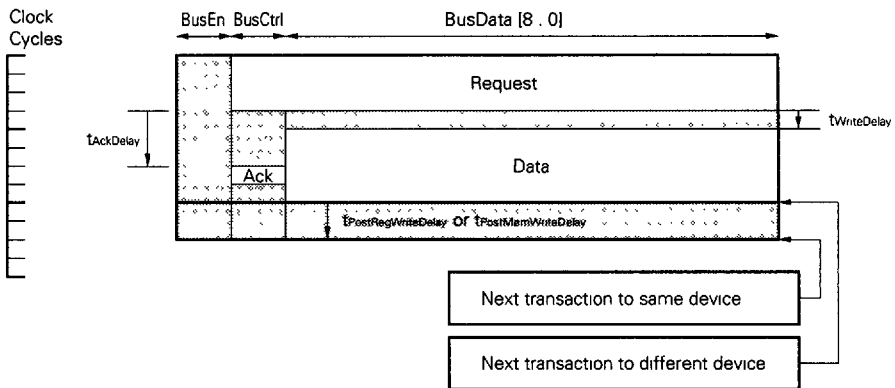 Clock
Cycles
BusEn BusCtrl BusData [8 . 0]
Request
tAckDelay
tWriteDelay
Data
Ack
tPostRegWriteDelay or tPostMemWriteDelay
Next transaction to same device
Next transaction to different device